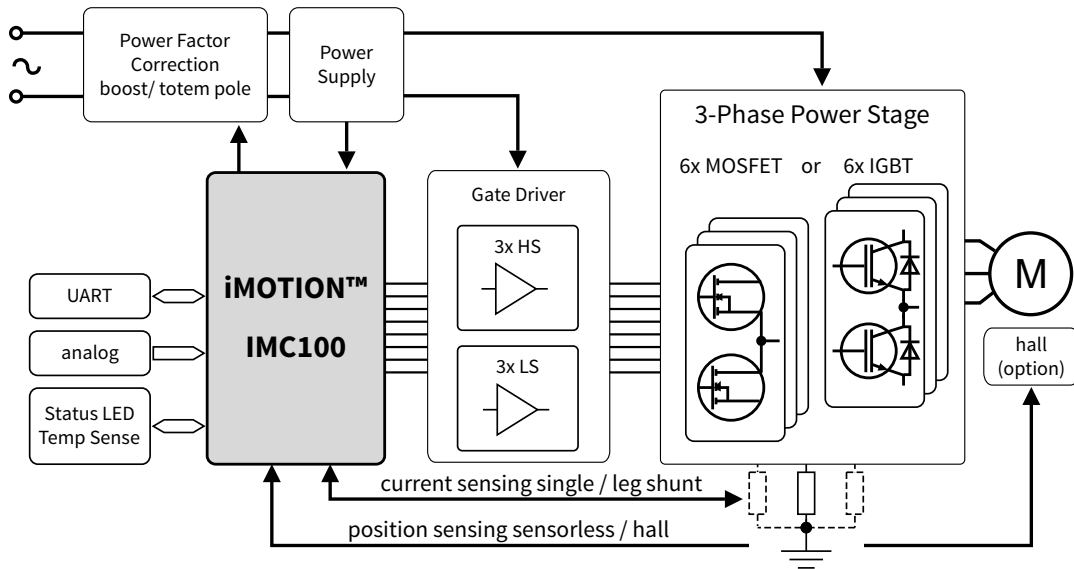 Power Factor
Correction
boost/ totem pole
Power
Supply
3-Phase Power Stage
6x MOSFET or 6x IGBT
Gate Driver
3x HS
3x LS
iMOTION™
IMC100
UART
analog
Status LED
Temp Sense
M
hall
(option)
current sensing single / leg shunt
position sensing sensorless / hall